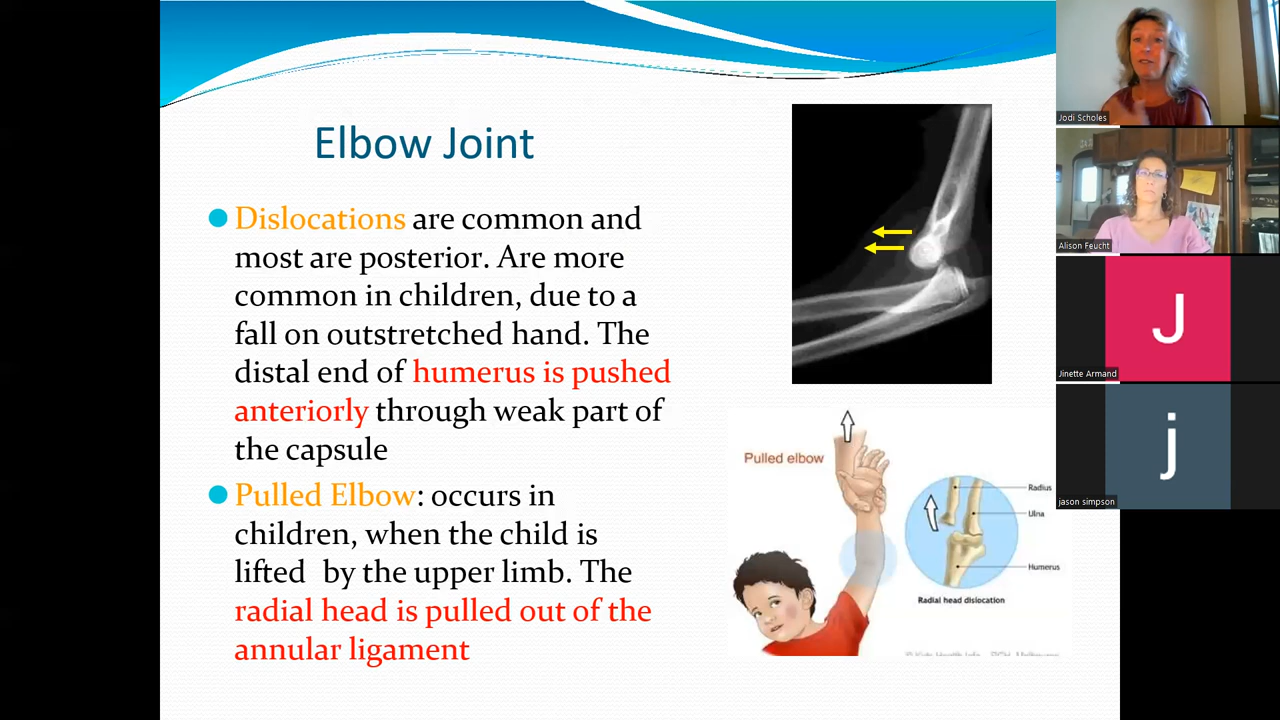 Elbow Joint
Dislocations are common and
most are posterior. Are more
common in children, due to a
fall on outstretched hand. The
distal end of humerus is pushed
anteriorly through weak part of
the capsule
Pulled Elbow: occurs in
children, when the child is
lifted by the upper limb. The
radial head is pulled out of the
annular ligament
Pulled elbow
Radius
Ulna
Humerus
Radial head dislocation
Jodi Scholes
Alison Feucht
J
Jinette Armand
j
jason simpson